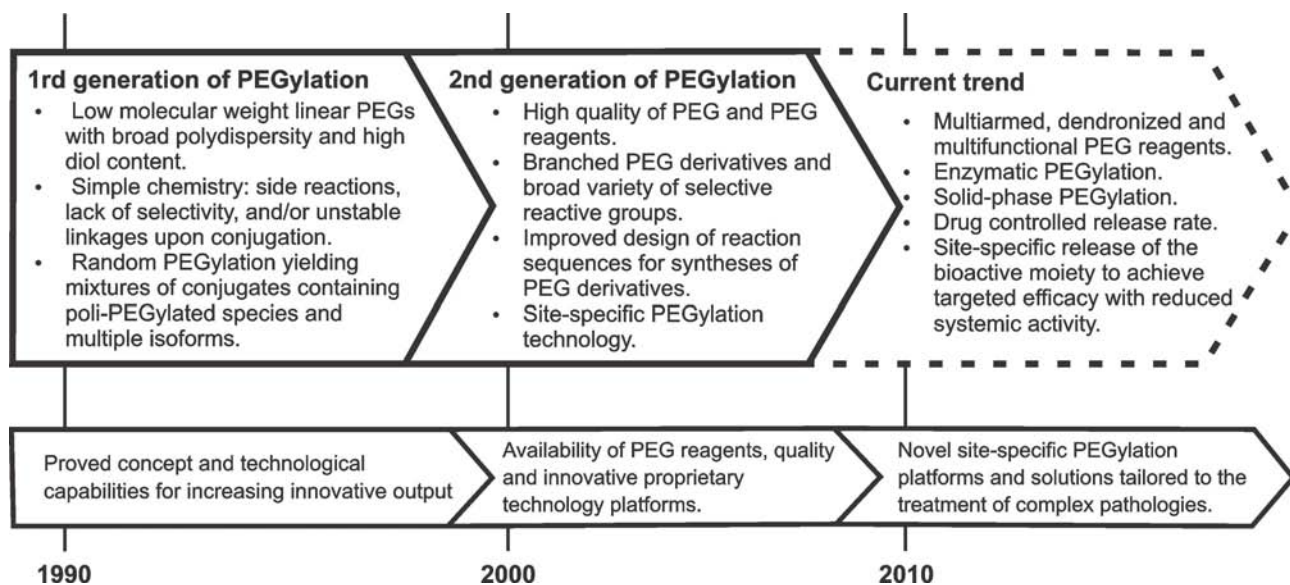 1rd generation of PEGylation
• Low molecular weight linear PEGs
with broad polydispersity and high
diol content.
• Simple chemistry: side reactions,
lack of selectivity, and/or unstable
linkages upon conjugation.
• Random PEGylation yielding
mixtures of conjugates containing
poli-PEGylated species and
multiple isoforms.
2nd generation of PEGylation
• High quality of PEG and PEG
reagents.
• Branched PEG derivatives and
broad variety of selective
reactive groups.
• Improved design of reaction
sequences for syntheses of
PEG derivatives.
• Site-specific PEGylation
technology.
Current trend
• Multiarmed, dendronized and
multifunctional PEG reagents.
• Enzymatic PEGylation.
• Solid-phase PEGylation.
• Drug controlled release rate.
• Site-specific release of the
bioactive moiety to achieve
targeted efficacy with reduced
systemic activity.
Proved concept and technological
capabilities for increasing innovative output
Availability of PEG reagents, quality
and innovative proprietary
technology platforms.
Novel site-specific PEGylation
platforms and solutions tailored to the
treatment of complex pathologies.
1990
2000
2010